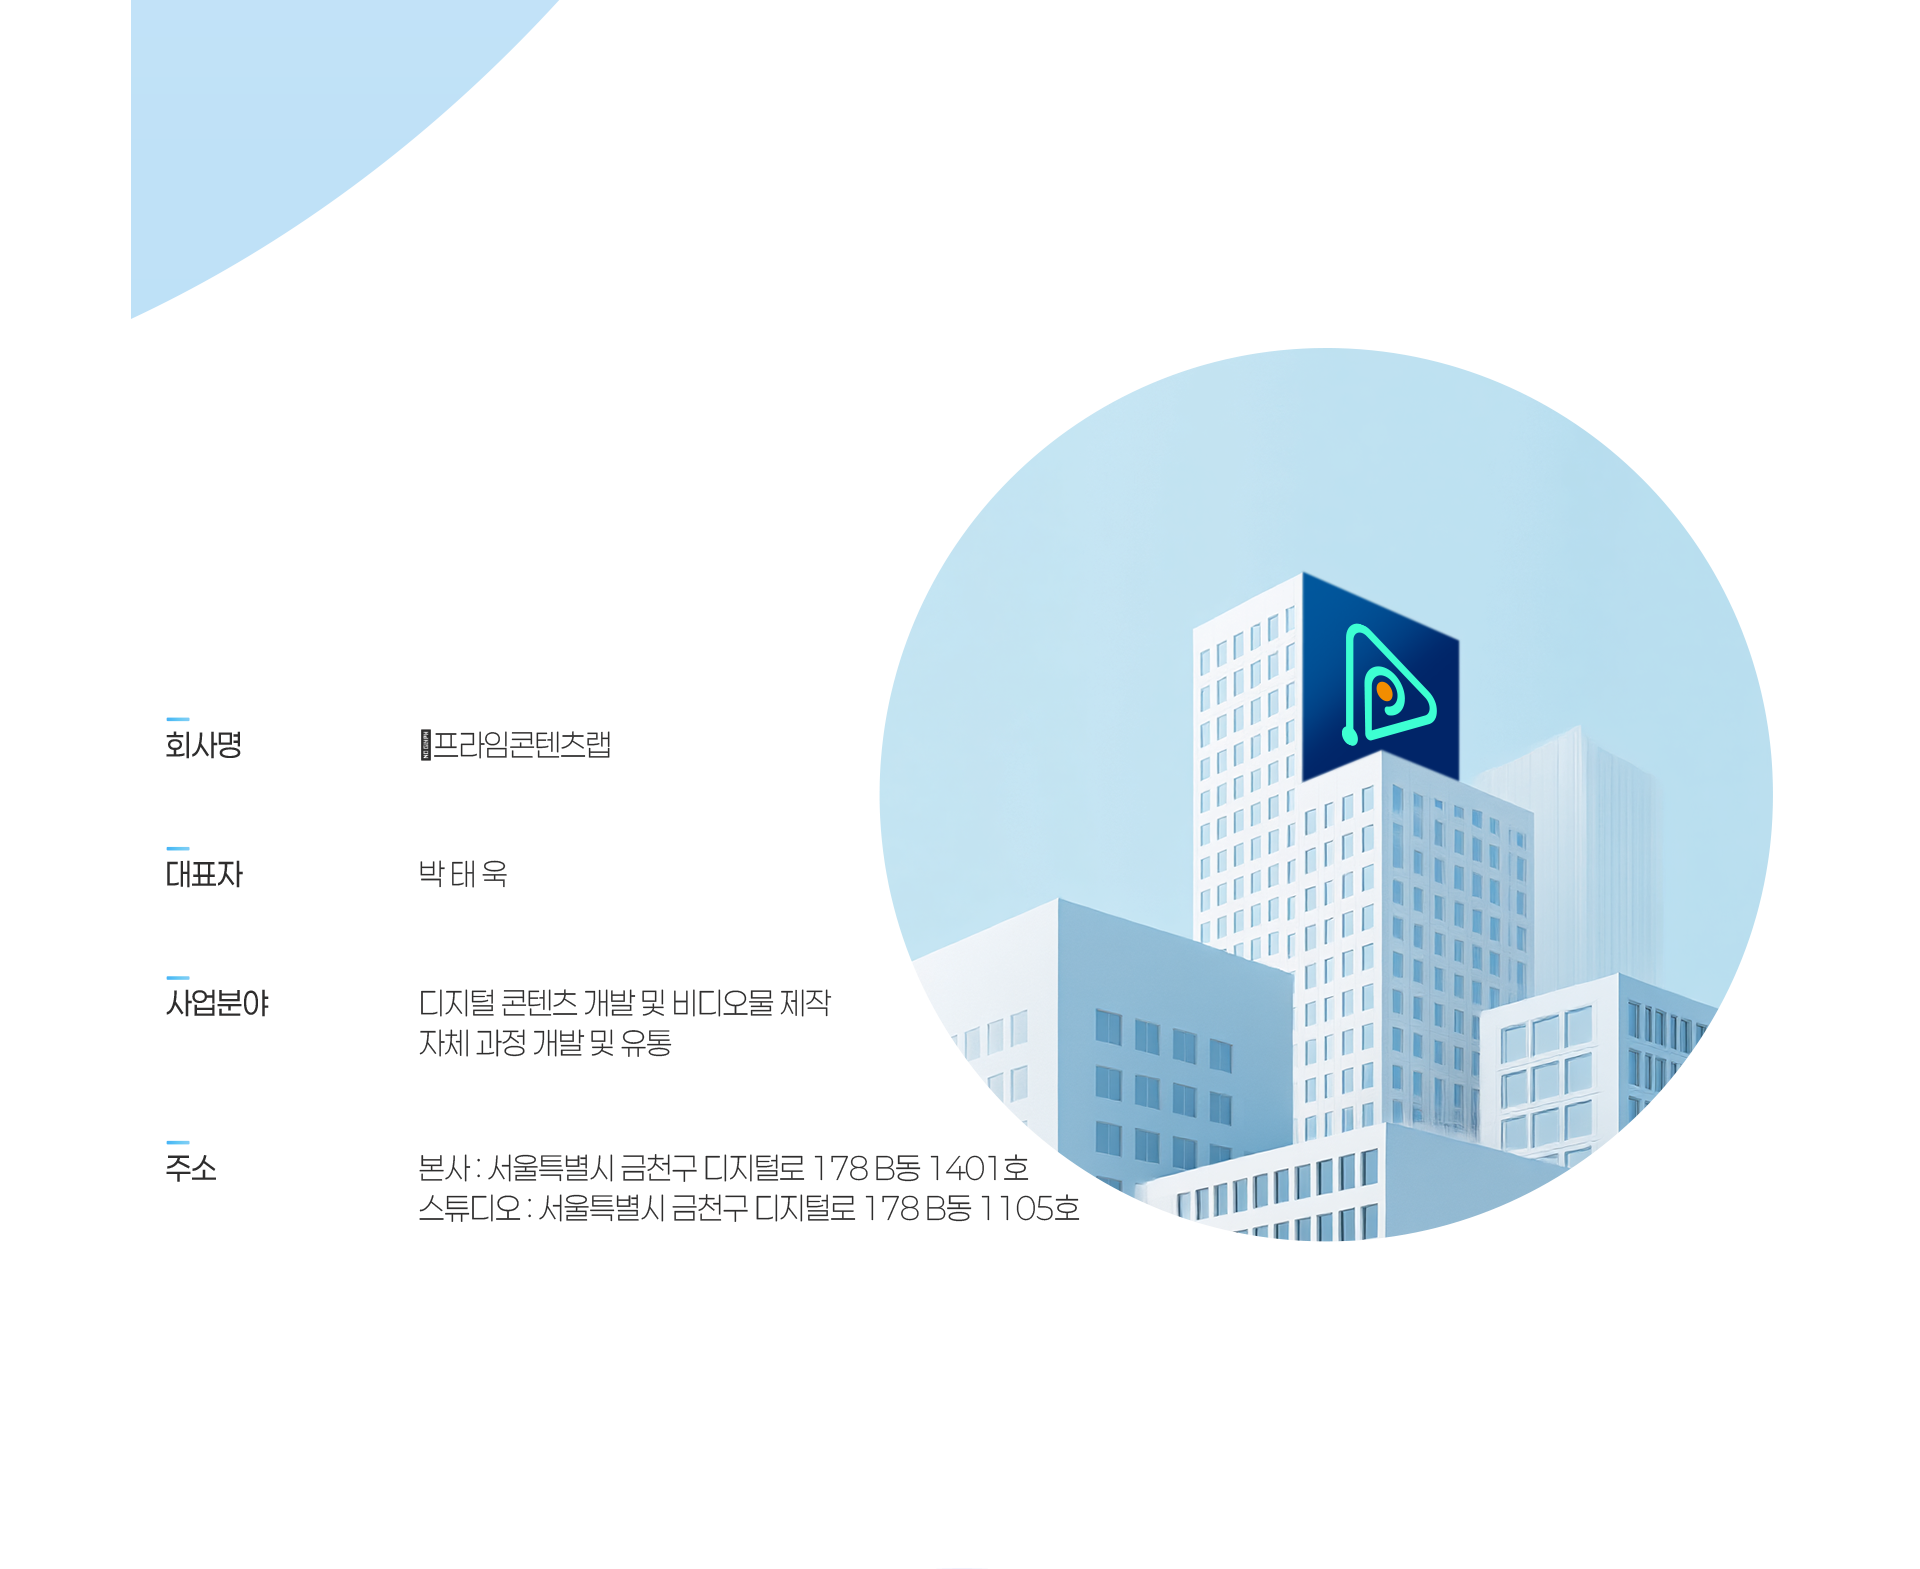 회사명
프라임콘텐츠랩
대표자
박 태 욱
사업분야
디지털 콘텐츠 개발 및 비디오물 제작
자체 과정 개발 및 유통
주소
본사 : 서울특별시 금천구 디지털로 178 B동 1401호
스튜디오 : 서울특별시 금천구 디지털로 178 B동 1105호